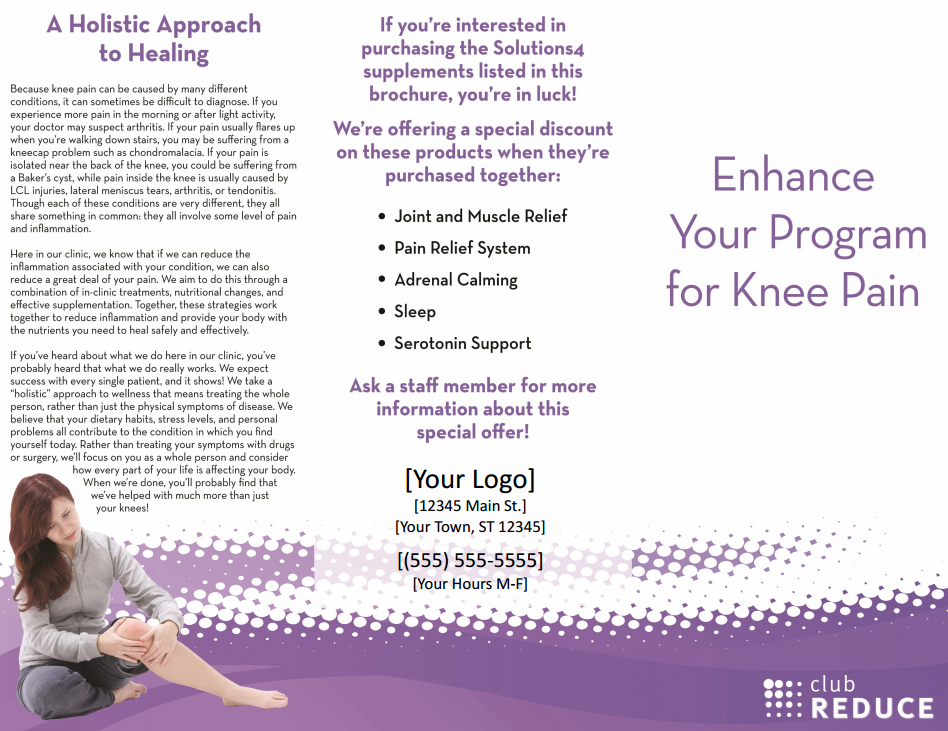 A Holistic Approach
to Healing
Because knee pain can be caused by many different
conditions, it can sometimes be difficult to diagnose. If you
experience more pain in the morning or after light activity,
your doctor may suspect arthritis. If your pain usually flares up
when you're walking down stairs, you may be suffering from a
kneecap problem such as chondromalacia. If your pain is
isolated near the back of the knee, you could be suffering from
a Baker's cyst, while pain inside the knee is usually caused by
LCL injuries, lateral meniscus tears, arthritis, or tendonitis.
Though each of these conditions are very different, they all
share something in common: they all involve some level of pain
and inflammation.
Here in our clinic, we know that if we can reduce the
inflammation associated with your condition, we can also
reduce a great deal of your pain. We aim to do this through a
combination of in-clinic treatments, nutritional changes, and
effective supplementation. Together, these strategies work
together to reduce inflammation and provide your body with
the nutrients you need to heal safely and effectively.
If you've heard about what we do here in our clinic, you've
probably heard that what we do really works. We expect
success with every single patient, and it shows! We take a
"holistic" approach to wellness that means treating the whole
person, rather than just the physical symptoms of disease. We
believe that your dietary habits, stress levels, and personal
problems all contribute to the condition in which you find
yourself today. Rather than treating your symptoms with drugs
or surgery, we'll focus on you as a whole person and consider
how every part of your life is affecting your body.
When we're done, you'll probably find that
we've helped with much more than just
your knees!
If you're interested in
purchasing the Solutions4
supplements listed in this
brochure, you're in luck!
We're offering a special discount
on these products when they're
purchased together:
• Joint and Muscle Relief
• Pain Relief System
• Adrenal Calming
• Sleep
• Serotonin Support
Ask a staff member for more
information about this
special offer!
[Your Logo]
[12345 Main St.]
[Your Town, ST 12345]
[(555) 555-5555]
[Your Hours M-F]
Enhance
Your Program
for Knee Pain
club
REDUCE